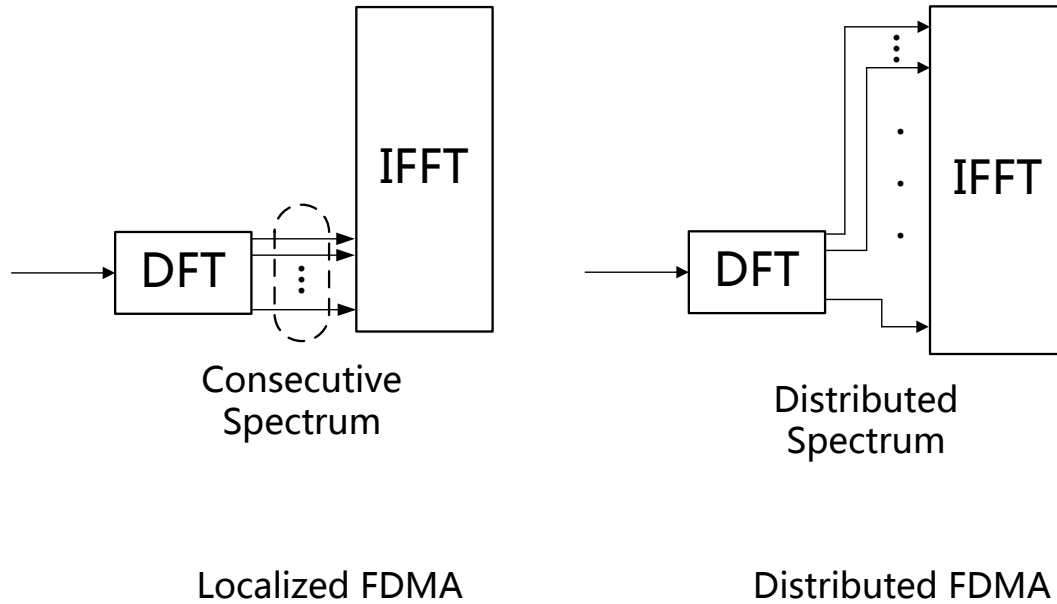 DFT
IFFT
Consecutive
Spectrum
Localized FDMA
DFT
IFFT
Distributed
Spectrum
Distributed FDMA